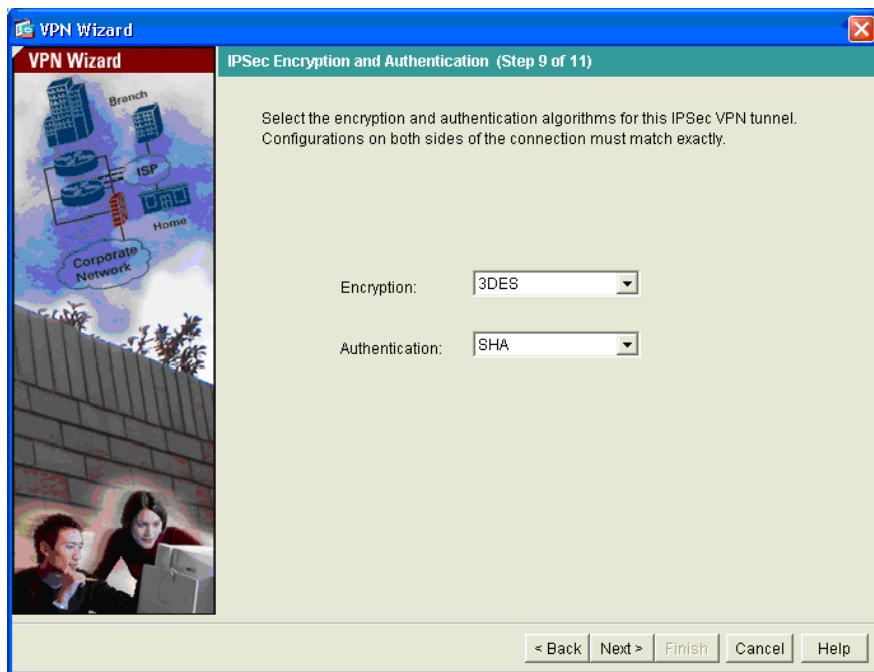 VPN Wizard
VPN Wizard
IPSec Encryption and Authentication (Step 9 of 11)
Branch
ISP
Home
Corporate
Network
Select the encryption and authentication algorithms for this IPSec VPN tunnel.
Configurations on both sides of the connection must match exactly.
Encryption:
3DES
Authentication:
SHA
< Back
Next >
Finish
Cancel
Help